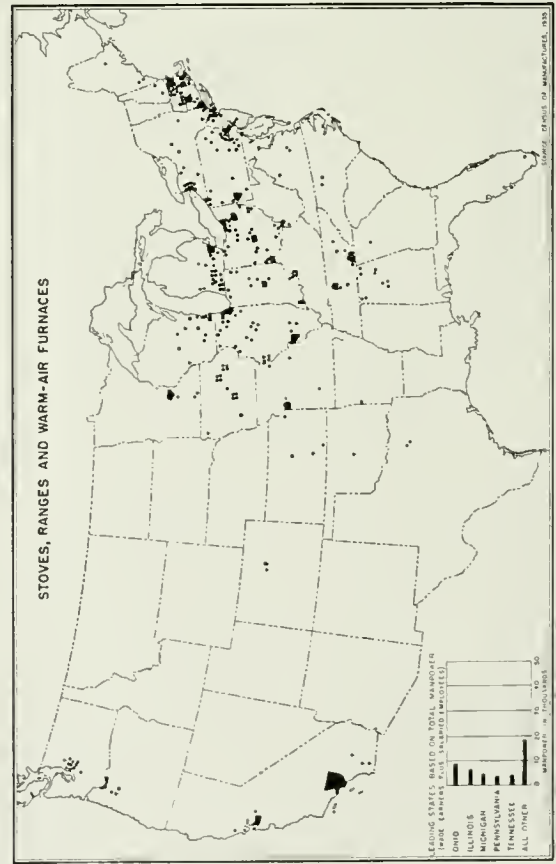 STOVES, RANGES AND WARM-AIR FURNACES
LEADING STATES BASED ON TOTAL MANPOWER
(WAGE EARNERS PLUS SALARIED EMPLOYEES)
OHIO
ILLINOIS
MICHIGAN
PENNSYLVANIA
TENNESSEE
ALL OTHER
0 10 20 30 40 50
MANPOWER IN THOUSANDS
SOURCE: CENSUS OF MANUFACTURES, 1935